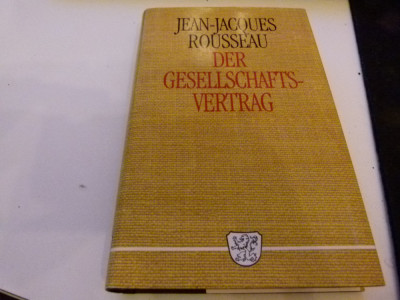 JEAN-JACQUES
ROUSSEAU
DER
GESELLSCHAFTS-
VERTRAG